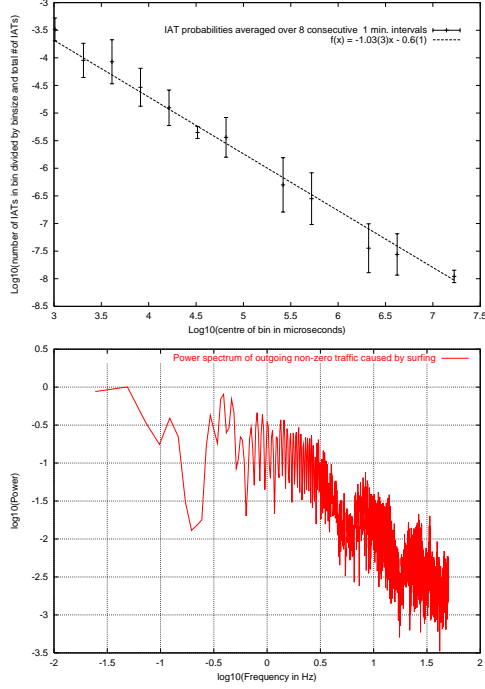 -3
-3.5
-4
-4.5
-5
-5.5
-6
-6.5
-7
-7.5
-8
-8.5
3 3.5 4 4.5 5 5.5 6 6.5 7 7.5
Log10(number of IATs in bin divided by binsize and total #of IATs)
Log10(centre of bin in microseconds)
IAT probabilities averaged over 8 consecutive 1 min. intervals
f(x) = -1.03(3)x - 0.6(1)
0.5
0
-0.5
-1
-1.5
-2
-2.5
-3
-3.5
-2 -1.5 -1 -0.5 0 0.5 1 1.5 2
log10(Power)
log10(Frequency in Hz)
Power spectrum of outgoing non-zero traffic caused by surfing